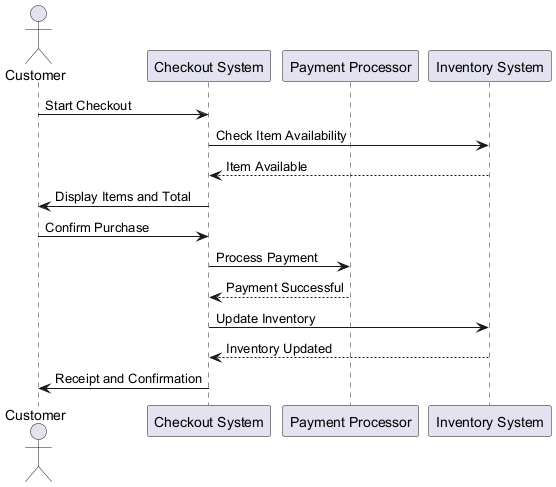 Customer
Checkout System
Payment Processor
Inventory System
Start Checkout
Check Item Availability
Item Available
Display Items and Total
Confirm Purchase
Process Payment
Payment Successful
Update Inventory
Inventory Updated
Receipt and Confirmation
Customer
Checkout System
Payment Processor
Inventory System